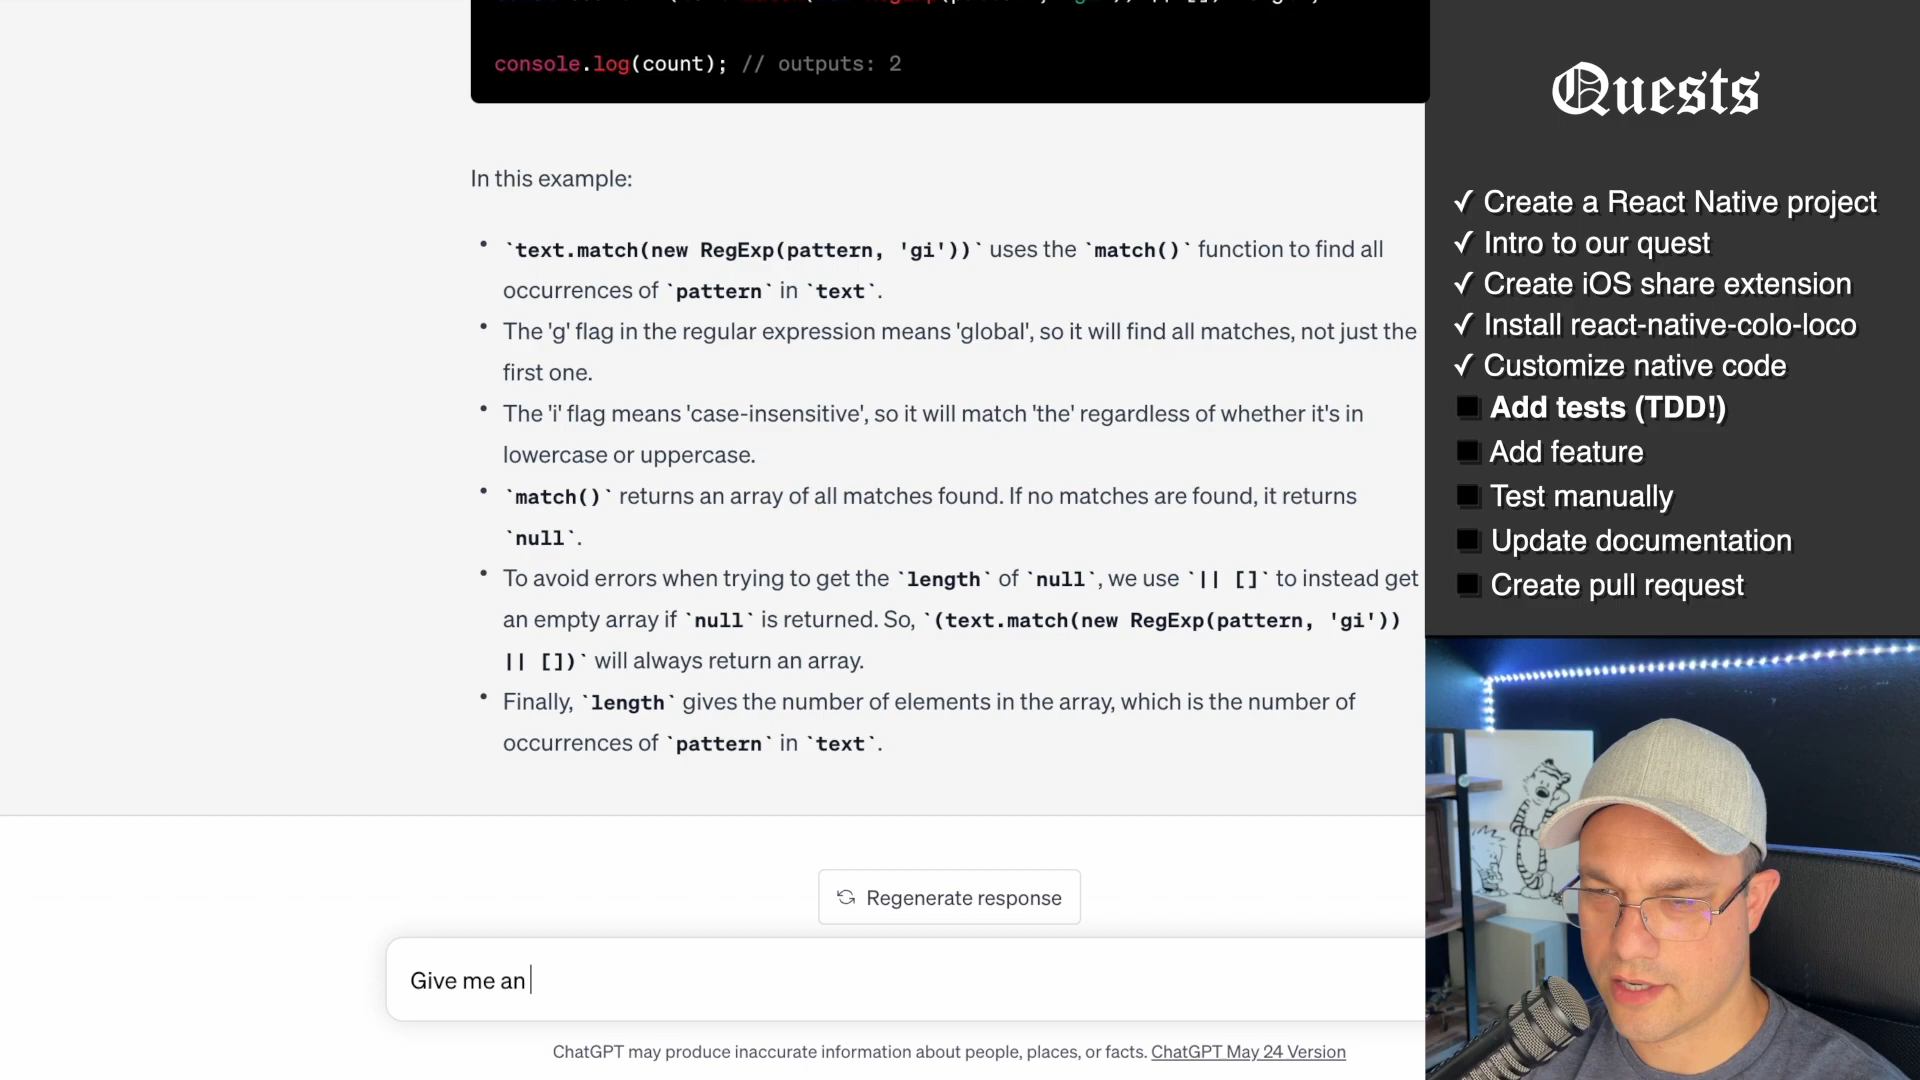 console.log(count); // outputs: 2
In this example:
• `text.match(new RegExp(pattern, 'gi'))` uses the `match()` function to find all
occurrences of `pattern` in `text`.
• The 'g' flag in the regular expression means 'global', so it will find all matches, not just the
first one.
• The 'i' flag means 'case-insensitive', so it will match 'the' regardless of whether it's in
lowercase or uppercase.
• `match()` returns an array of all matches found. If no matches are found, it returns
`null`.
• To avoid errors when trying to get the `length` of `null`, we use `|| []` to instead get
an empty array if `null` is returned. So, `(text.match(new RegExp(pattern, 'gi'))
|| [])` will always return an array.
• Finally, `length` gives the number of elements in the array, which is the number of
occurrences of `pattern` in `text`.
Regenerate response
Give me an
ChatGPT may produce inaccurate information about people, places, or facts. ChatGPT May 24 Version
Quests
✓ Create a React Native project
✓ Intro to our quest
✓ Create iOS share extension
✓ Install react-native-colo-loco
✓ Customize native code
Add tests (TDD!)
Add feature
Test manually
Update documentation
Create pull request